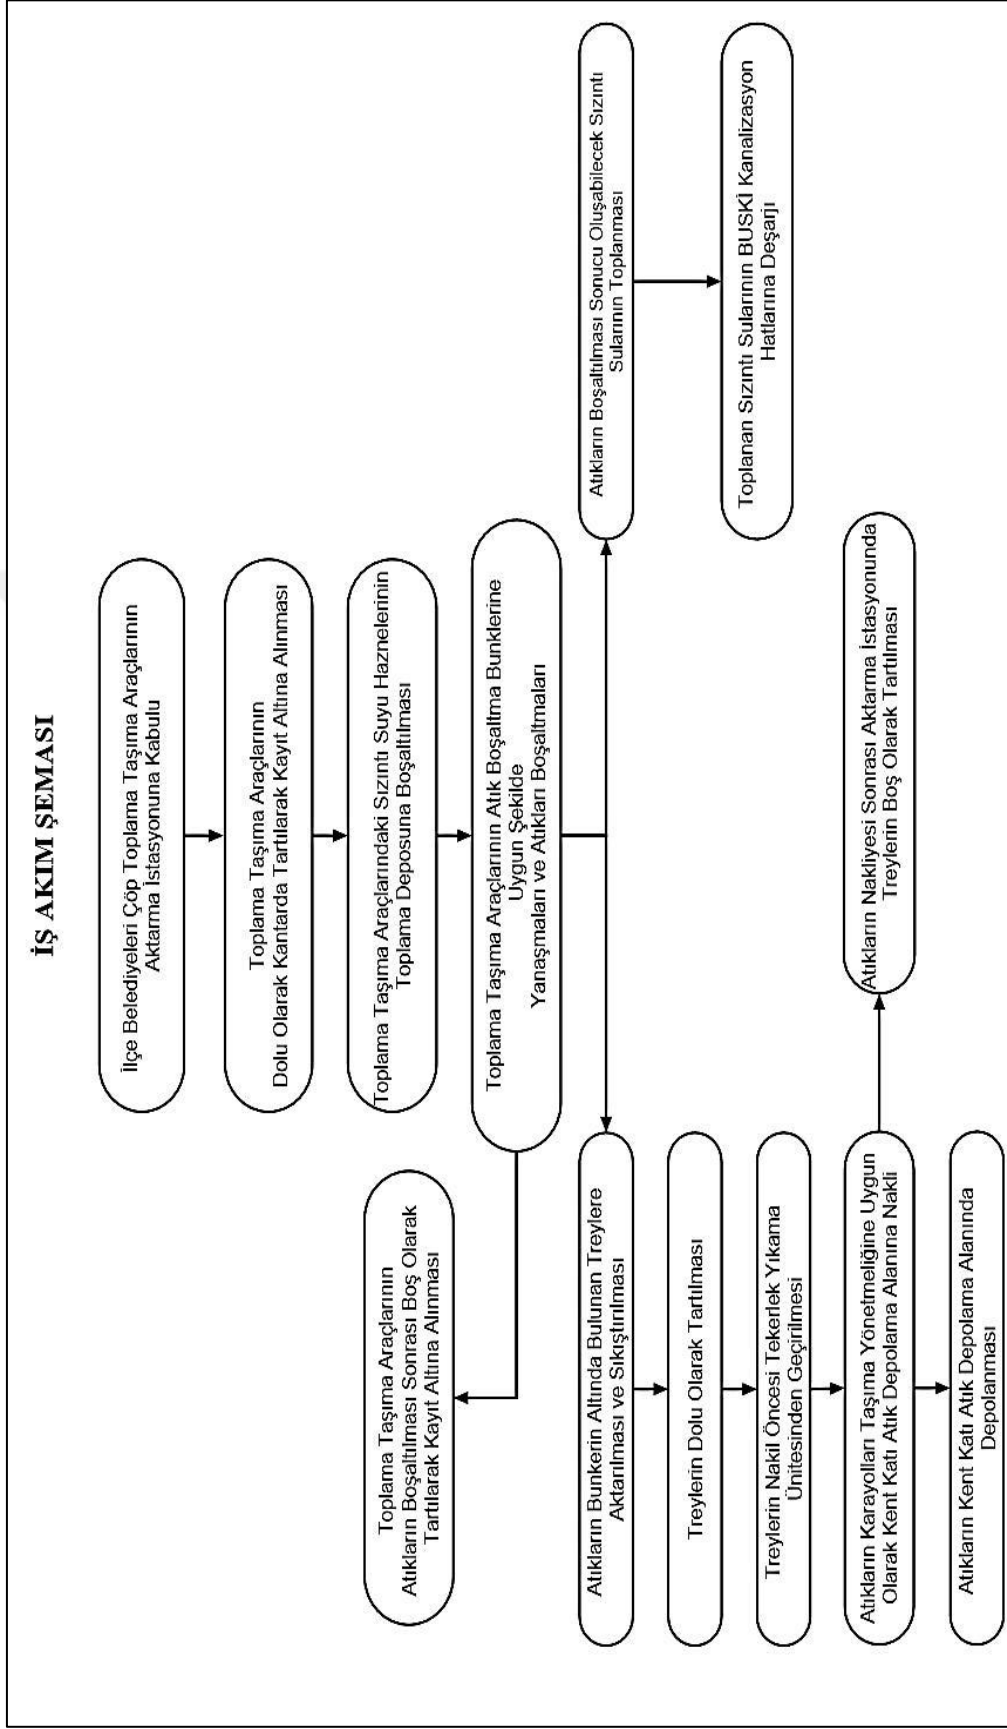 İŞ AKIM ŞEMASI
İlçe Belediyeleri Çöp Toplama Taşıma Araçlarının
Aktarma İstasyonuna Kabulu
Toplama Taşıma Araçlarının
Dolu Olarak Kantarda Tartılarak Kayıt Altına Alınması
Toplama Taşıma Araçlarındaki Sızıntı Suyu Haznelerinin
Toplama Deposuna Boşaltılması
Toplama Taşıma Araçlarının Atık Boşaltma Bunklerine
Uygun Şekilde
Yanaşmaları ve Atıkları Boşaltmaları
Toplama Taşıma Araçlarının
Atıkların Boşaltılması Sonrası Boş Olarak
Tartılarak Kayıt Altına Alınması
Atıkların Bunkerin Altında Bulunan Treylere
Aktarılması ve Sıkıştırılması
Treylerin Dolu Olarak Tartılması
Treylerin Nakil Öncesi Tekerlek Yıkama
Ünitesinden Geçirilmesi
Atıkların Karayolları Taşıma Yönetmeliğine Uygun
Olarak Kent Katı Atık Depolama Alanına Nakli
Atıkların Kent Katı Atık Depolama Alanında
Depolanması
Atıkların Nakliyesi Sonrası Aktarma İstasyonunda
Treylerin Boş Olarak Tartılması
Atıkların Boşaltılması Sonucu Oluşabilecek Sızıntı
Sularının Toplanması
Toplanan Sızıntı Sularının BUSKİ Kanalizasyon
Hatlarına Deşarjı